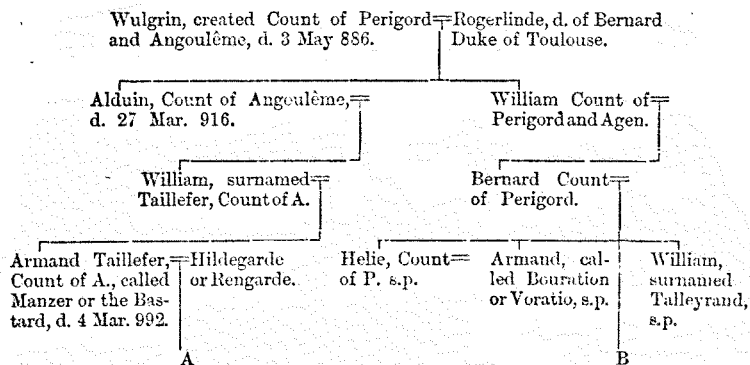 Wulgrin, created Count of Perigord=Rogerlinde, d. of Bernard
and Angoulême, d. 3 May 886. Duke of Toulouse.
Alduin, Count of Angoulême,=
d. 27 Mar. 916.
William Count of=
Perigord and Agen.
William, surnamed=
Taillefer, Count of A.
Bernard Count=
of Perigord.
Armand Taillefer,=Hildegarde
Count of A., called or Rengarde.
Manzer or the Bas-
tard, d. 4 Mar. 992.
Helie, Count=
of P. s.p.
Armand, cal-
led Bouration
or Voratio, s.p.
William,
surnamed
Talleyrand,
s.p.
A
B